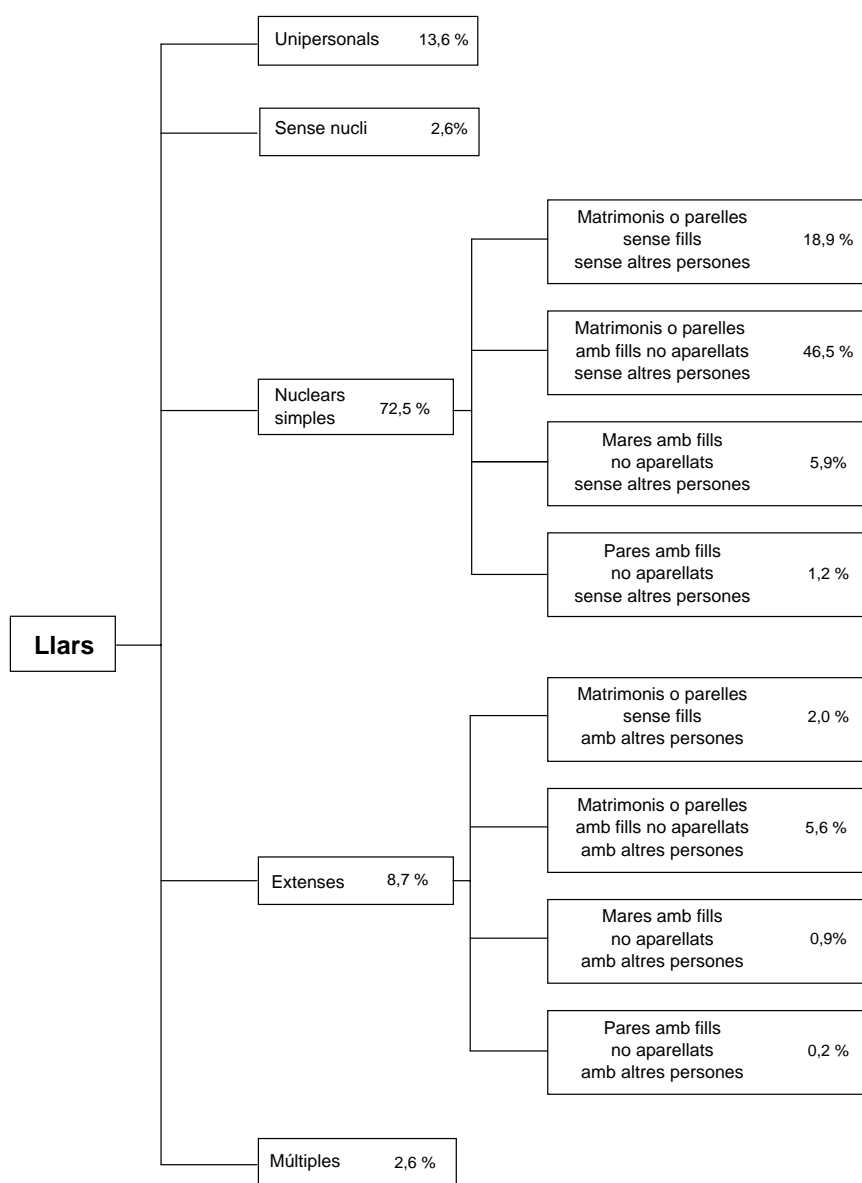 Unipersonals 13,6 %
Sense nucli 2,6%
Matrimonis o parelles
sense fills 18,9 %
sense altres persones
Matrimonis o parelles
amb fills no aparellats 46,5 %
sense altres persones
Nuclears
simples 72,5 %
Mares amb fills
no aparellats 5,9%
sense altres persones
Pares amb fills
no aparellats 1,2 %
sense altres persones
Llars
Matrimonis o parelles
sense fills 2,0 %
amb altres persones
Matrimonis o parelles
amb fills no aparellats 5,6 %
amb altres persones
Extenses 8,7 %
Mares amb fills
no aparellats 0,9%
amb altres persones
Pares amb fills
no aparellats 0,2 %
amb altres persones
Múltiples 2,6 %